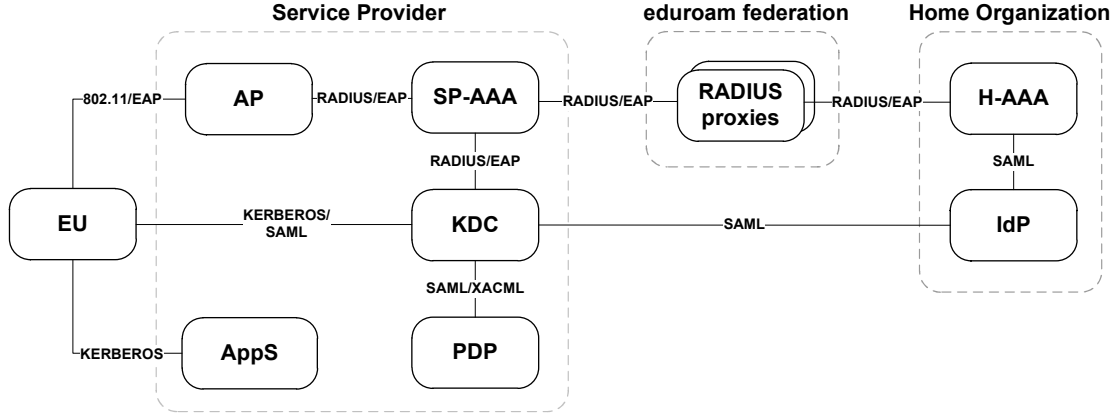 Service Provider
eduroam federation
Home Organization
802.11/EAP
AP
RADIUS/EAP
SP-AAA
RADIUS/EAP
RADIUS
proxies
RADIUS/EAP
H-AAA
RADIUS/EAP
SAML
EU
KERBEROS/
SAML
KDC
SAML
IdP
SAML/XACML
KERBEROS
AppS
PDP